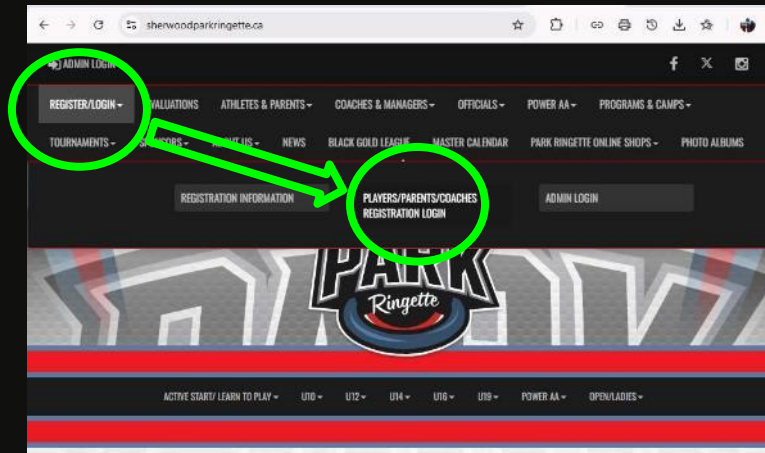 sherwoodparkringette.ca
ADMIN LOGIN
REGISTER/LOGIN EVALUATIONS ATHLETES & PARENTS COACHES & MANAGERS OFFICIALS POWER AA PROGRAMS & CAMPS
TOURNAMENTS SPONSORS ABOUT US NEWS BLACK GOLD LEAGUE MASTER CALENDAR PARK RINGETTE ONLINE SHOPS PHOTO ALBUMS
REGISTRATION INFORMATION PLAYERS/PARENTS/COACHES ADMIN LOGIN
REGISTRATION LOGIN
PARK
Ringette
ACTIVE START/ LEARN TO PLAY U10 U12 U14 U16 U19 POWER AA OPEN/LADIES